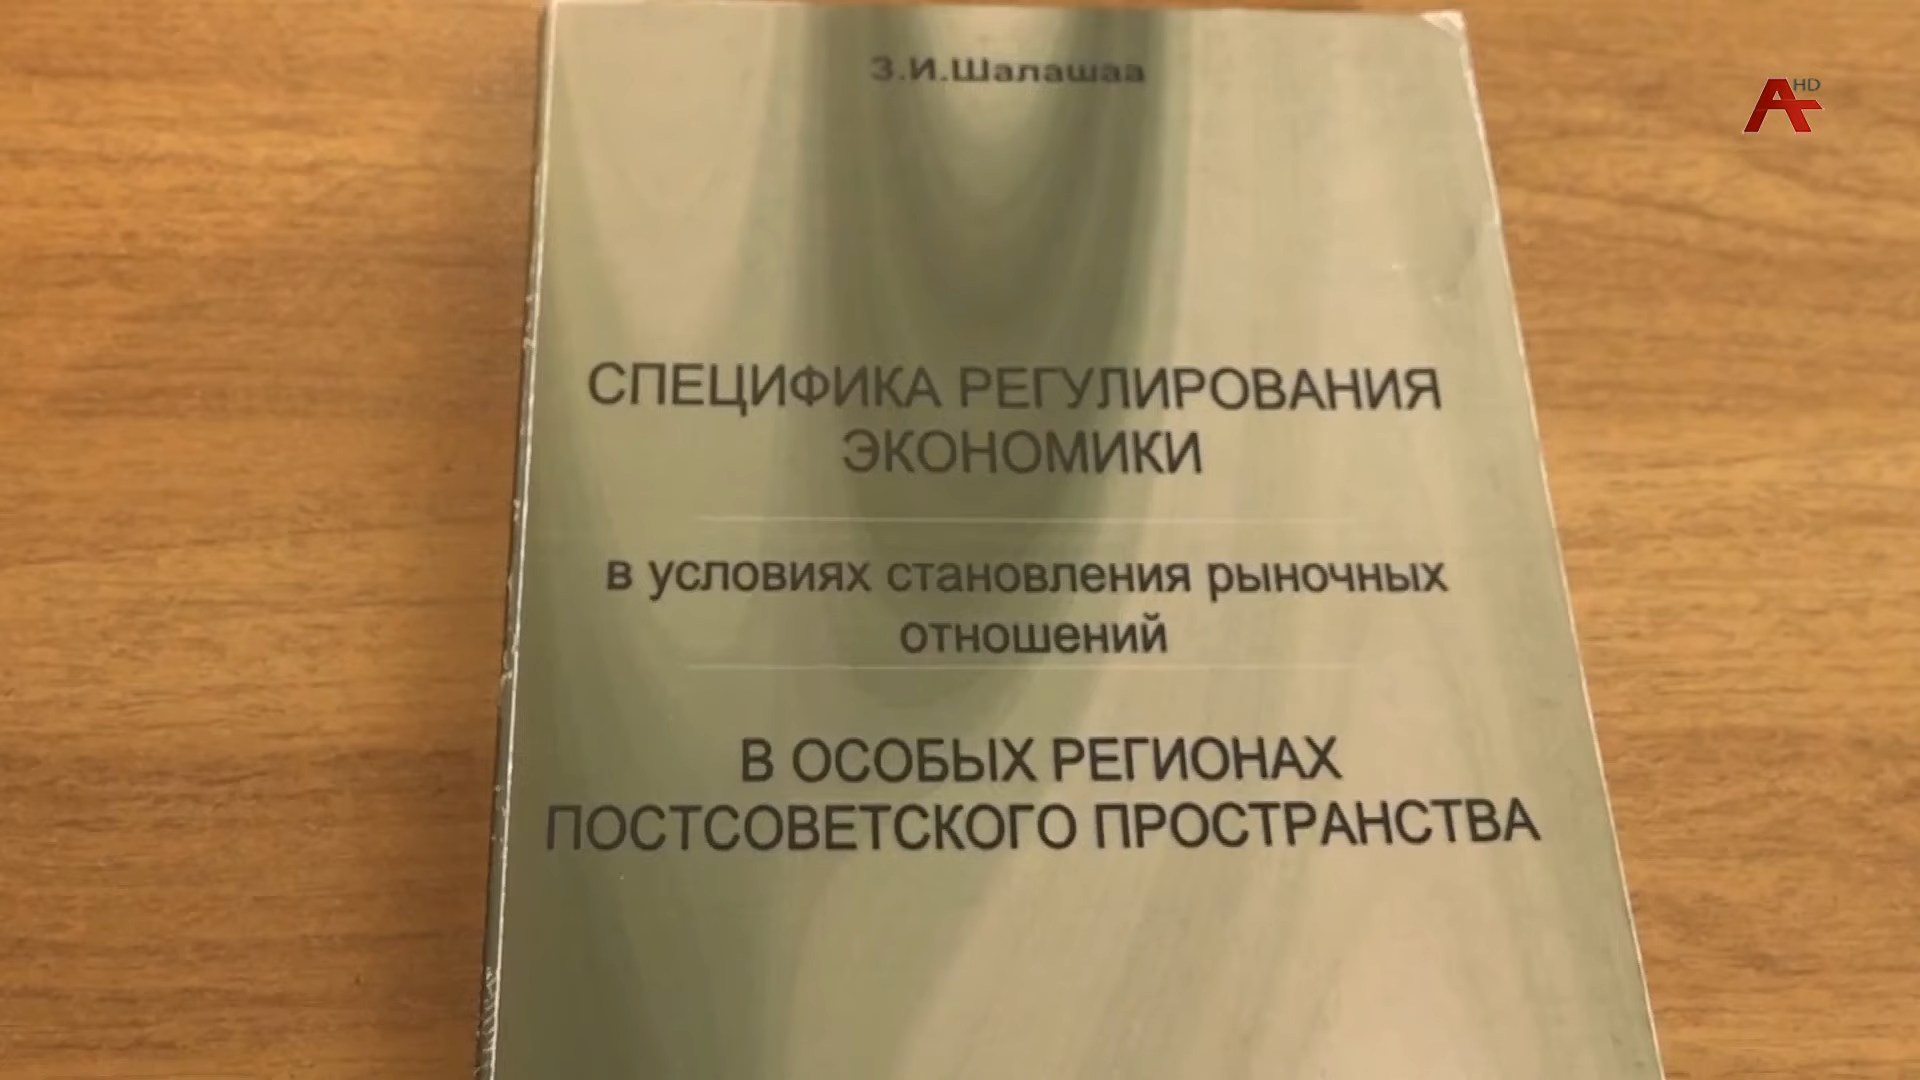 З.И.Шалашаа
HD
СПЕЦИФИКА РЕГУЛИРОВАНИЯ
ЭКОНОМИКИ
в условиях становления рыночных
отношений
В ОСОБЫХ РЕГИОНАХ
ПОСТСОВЕТСКОГО ПРОСТРАНСТВА